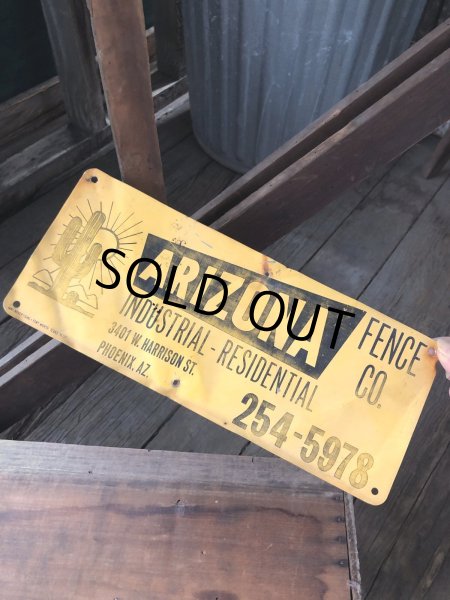 ARIZONA
FENCE
CO.
INDUSTRIAL - RESIDENTIAL
3401 W. HARRISON ST.
PHOENIX, AZ.
254-5978
SOLD OUT